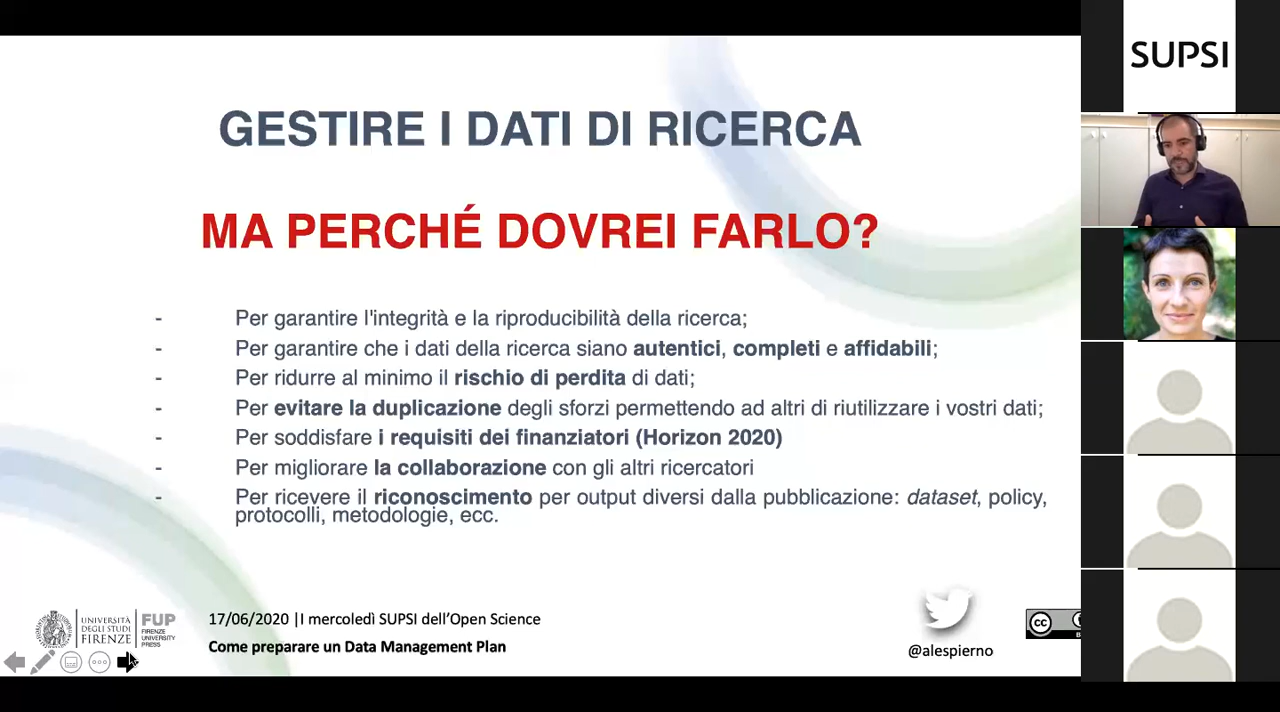 GESTIRE I DATI DI RICERCA
MA PERCHÉ DOVREI FARLO?
- Per garantire l'integrità e la riproducibilità della ricerca;
- Per garantire che i dati della ricerca siano autentici, completi e affidabili;
- Per ridurre al minimo il rischio di perdita di dati;
- Per evitare la duplicazione degli sforzi permettendo ad altri di riutilizzare i vostri dati;
- Per soddisfare i requisiti dei finanziatori (Horizon 2020)
- Per migliorare la collaborazione con gli altri ricercatori
- Per ricevere il riconoscimento per output diversi dalla pubblicazione: dataset, policy,
protocolli, metodologie, ecc.
UNIVERSITÀ
DEGLI STUDI
FIRENZE
FUP
FIRENZE
UNIVERSITY
PRESS
17/06/2020 |I mercoledì SUPSI dell'Open Science
Come preparare un Data Management Plan
@alespierno
cc
SUPSI